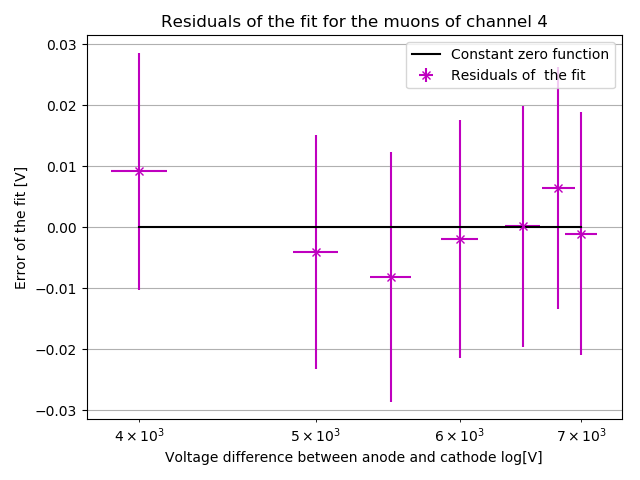 Residuals of the fit for the muons of channel 4
Constant zero function
Residuals of  the fit
Error of the fit [V]
0.03
0.02
0.01
0.00
−0.01
−0.02
−0.03
4 × 10³ 5 × 10³ 6 × 10³ 7 × 10³
Voltage difference between anode and cathode log[V]